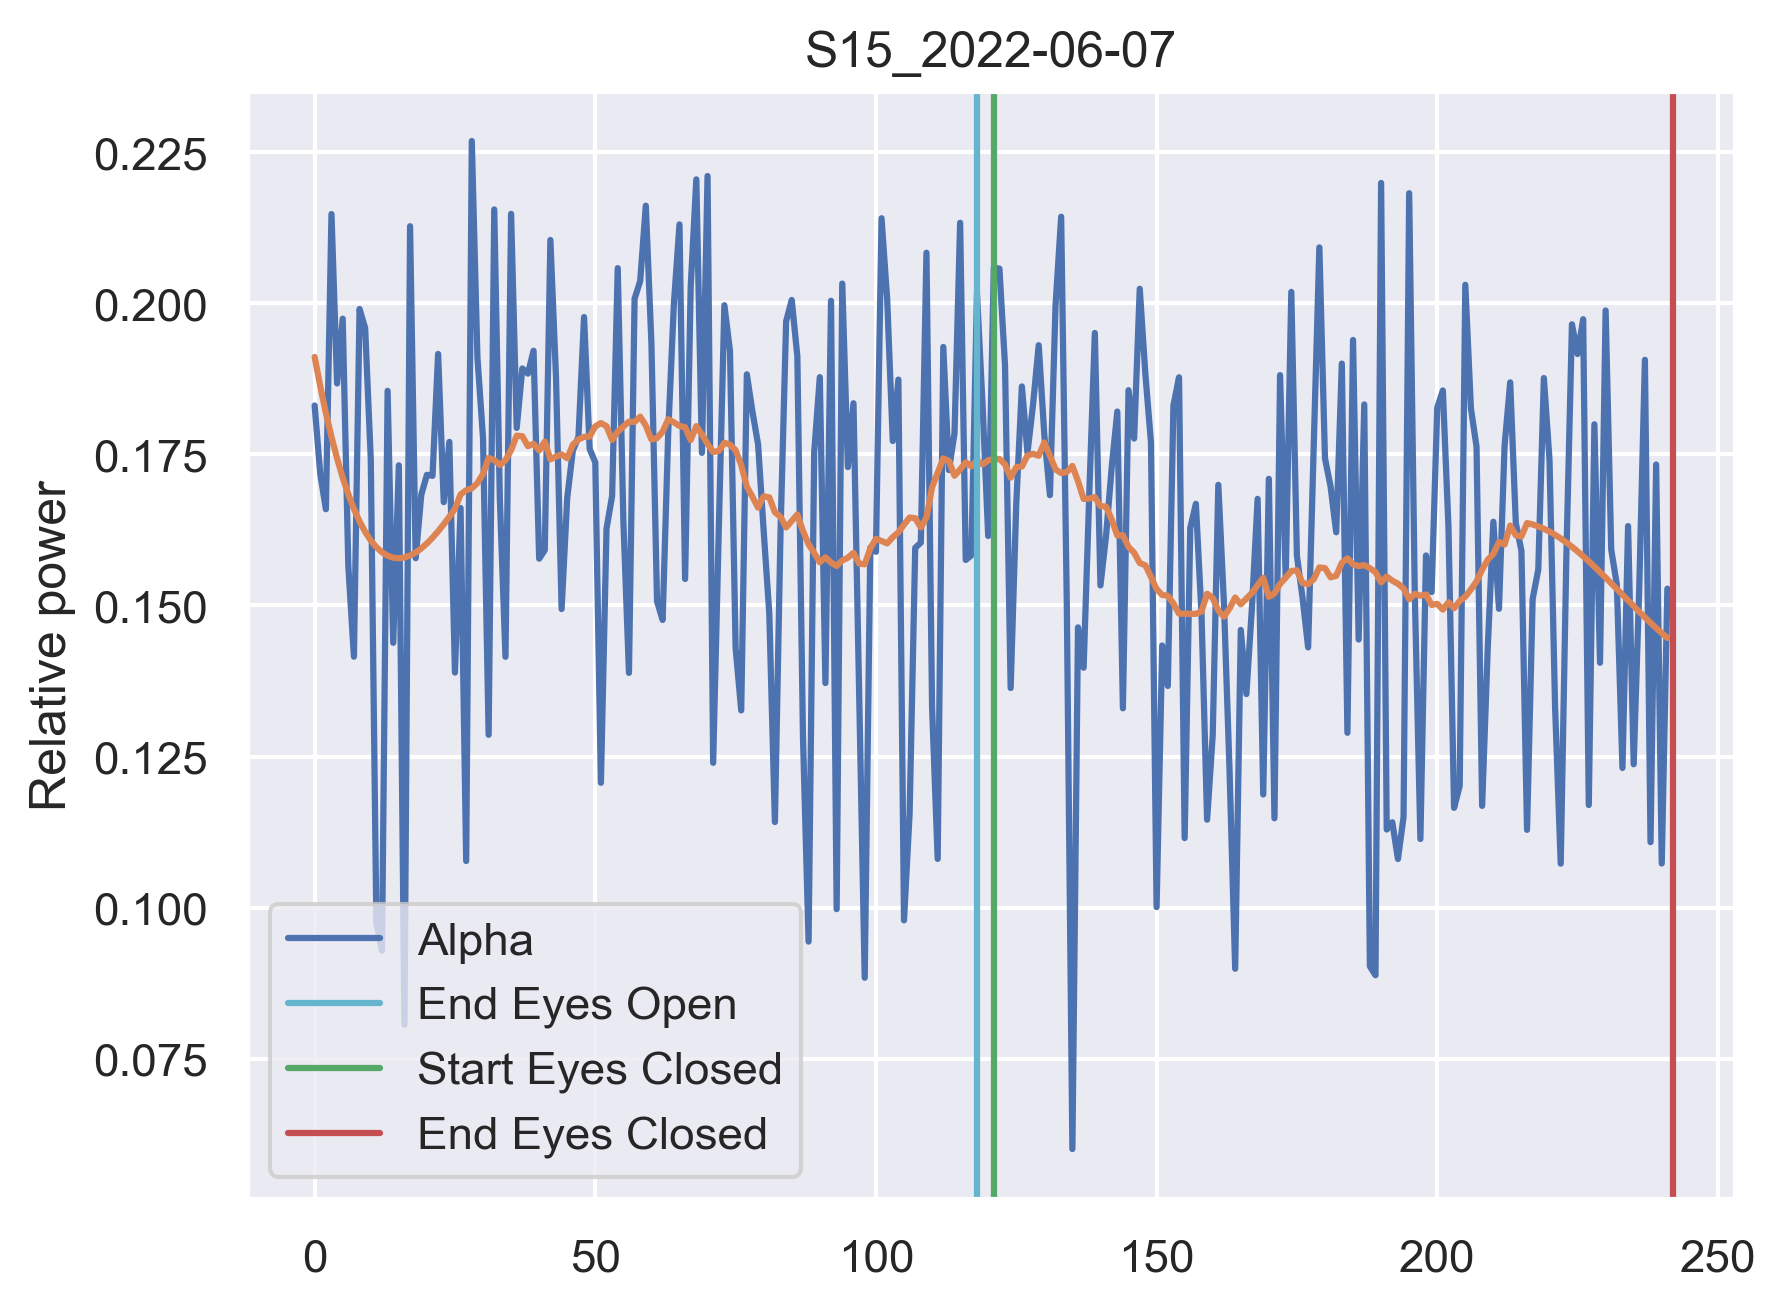 S15_2022-06-07
Relative power
0.225
0.200
0.175
0.150
0.125
0.100
0.075
Alpha
End Eyes Open
Start Eyes Closed
End Eyes Closed
0 50 100 150 200 250